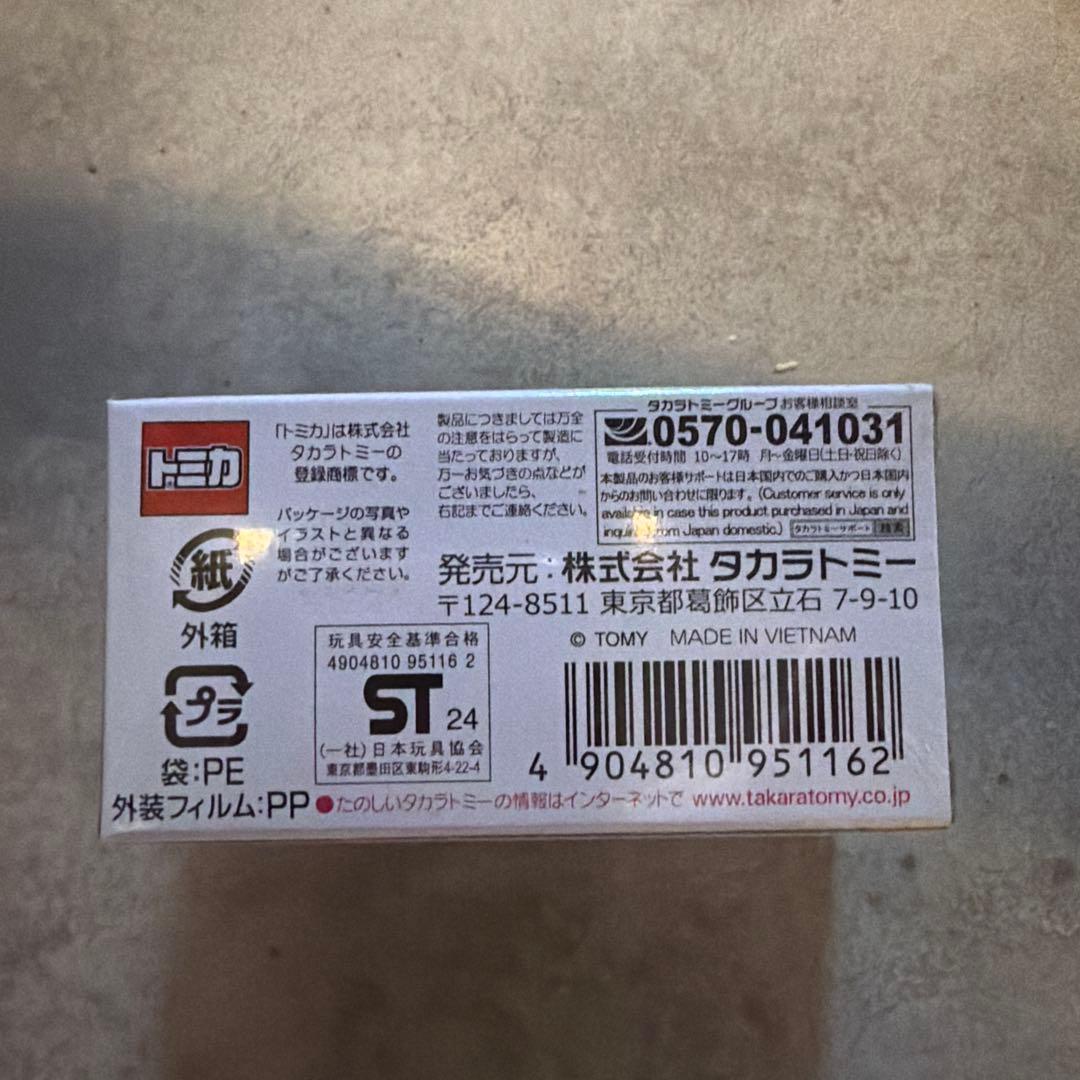 トミカ
「トミカ」は株式会社
タカラトミーの
登録商標です。
パッケージの写真や
イラストと異なる
場合がございます
がご了承ください。
製品につきましては万全
の注意をはらって製造に
当たっておりますが、
万一お気づきの点などが
ございましたら、
右記までご連絡ください。
タカラトミーグループお客様相談室
0570-041031
電話受付時間 10〜17時 月〜金曜日(土日・祝日除く)
本製品のお客様サポートは日本国内でのご購入かつ日本国内
からのお問い合わせに限ります。(Customer service is only
available in case this product purchased in Japan and
inquiry from Japan domestic.) タカラトミーサポート 検索
発売元:株式会社 タカラトミー
〒124-8511 東京都葛飾区立石 7-9-10
© TOMY MADE IN VIETNAM
紙
外箱
プラ
袋:PE
外装フィルム:PP
玩具安全基準合格
4904810 95116 2
ST 24
(一社)日本玩具協会
東京都墨田区東駒形4-22-4
4 904810 951162
●たのしいタカラトミーの情報はインターネットで www.takaratomy.co.jp